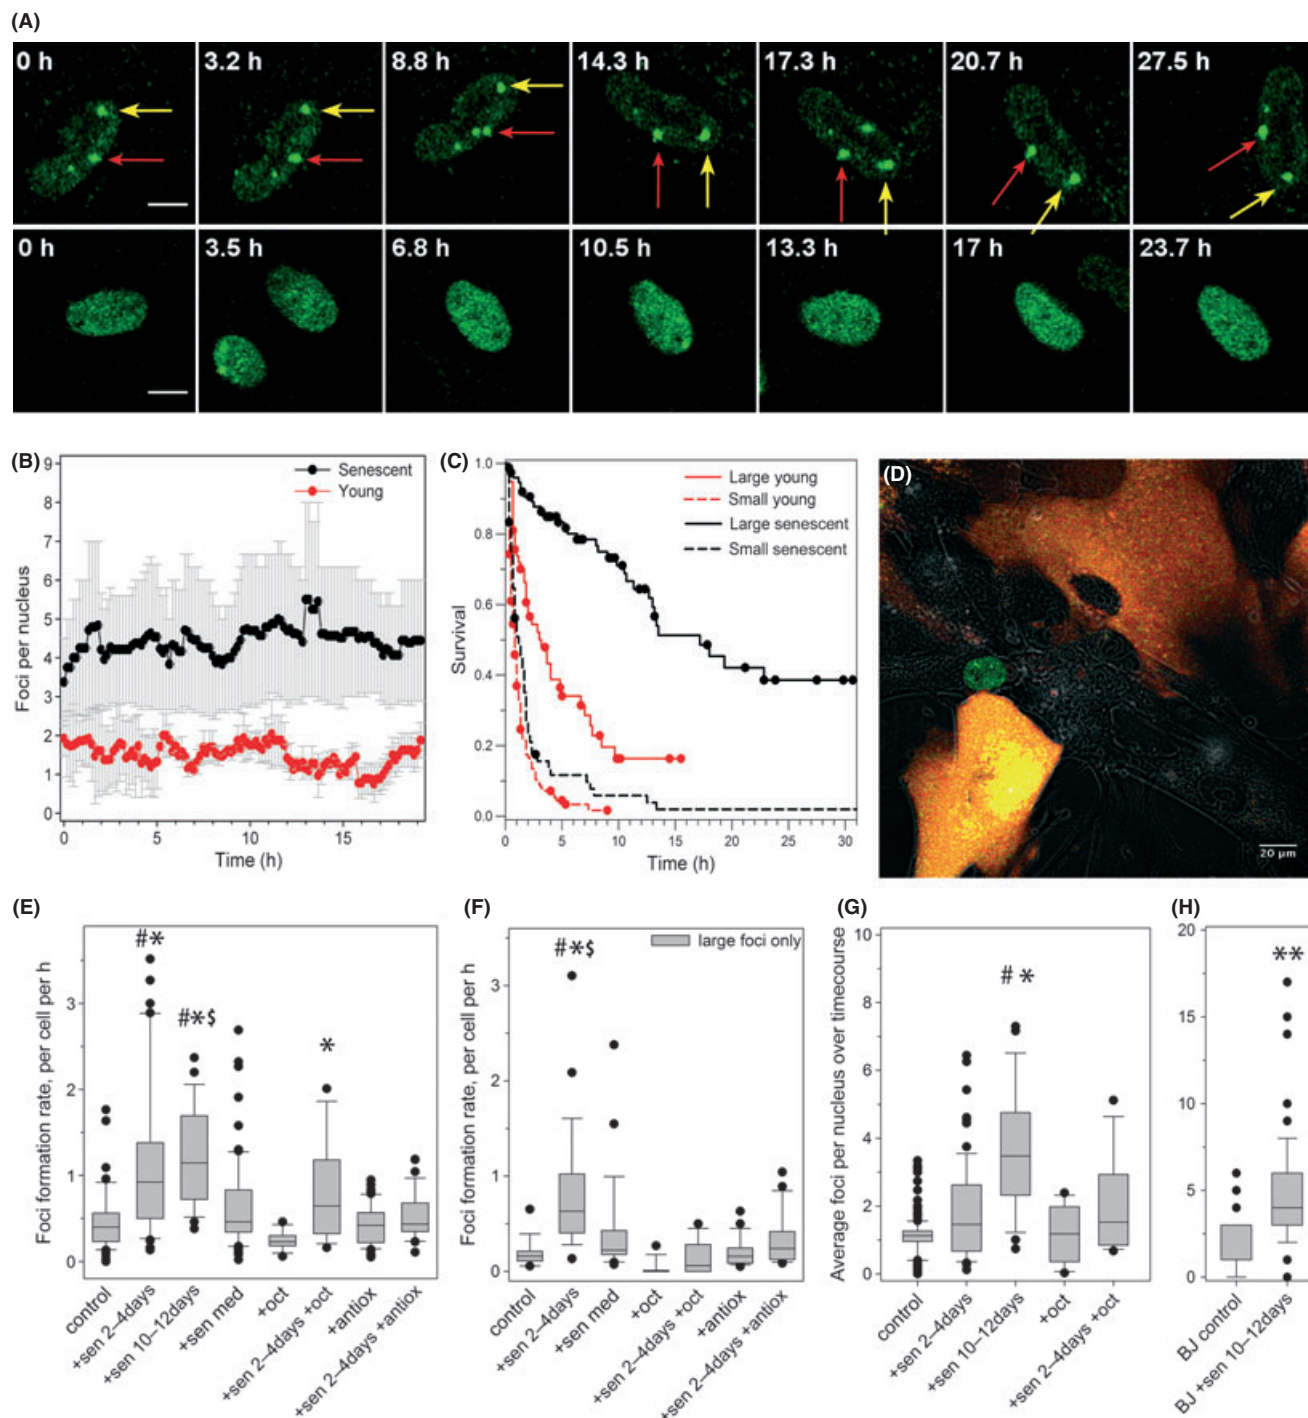 (A)
0 h 3.2 h 8.8 h 14.3 h 17.3 h 20.7 h 27.5 h
0 h 3.5 h 6.8 h 10.5 h 13.3 h 17 h 23.7 h
(B)
9
8
7
6
5
4
3
2
1
0
Foci per nucleus
Senescent
Young
0 5 10 15
Time (h)
(C)
1.0
0.8
0.6
0.4
0.2
0.0
Survival
Large young
Small young
Large senescent
Small senescent
0 5 10 15 20 25 30
Time (h)
(D)
20 µm
(E)
Foci formation rate, per cell per h
3
2
1
0
#*
#*$
*
control
+sen 2–4days
+sen 10–12days
+sen med
+oct
+sen 2–4days +oct
+antiox
+sen 2–4days +antiox
(F)
Foci formation rate, per cell per h
3
2
1
0
#*$
large foci only
control
+sen 2–4days
+sen med
+oct
+sen 2–4days +oct
+antiox
+sen 2–4days +antiox
(G)
Average foci per nucleus over timecourse
10
8
6
4
2
0
# *
control
+sen 2–4days
+sen 10–12days
+oct
+sen 2–4days +oct
(H)
20
15
10
5
0
**
BJ control
BJ +sen 10–12days